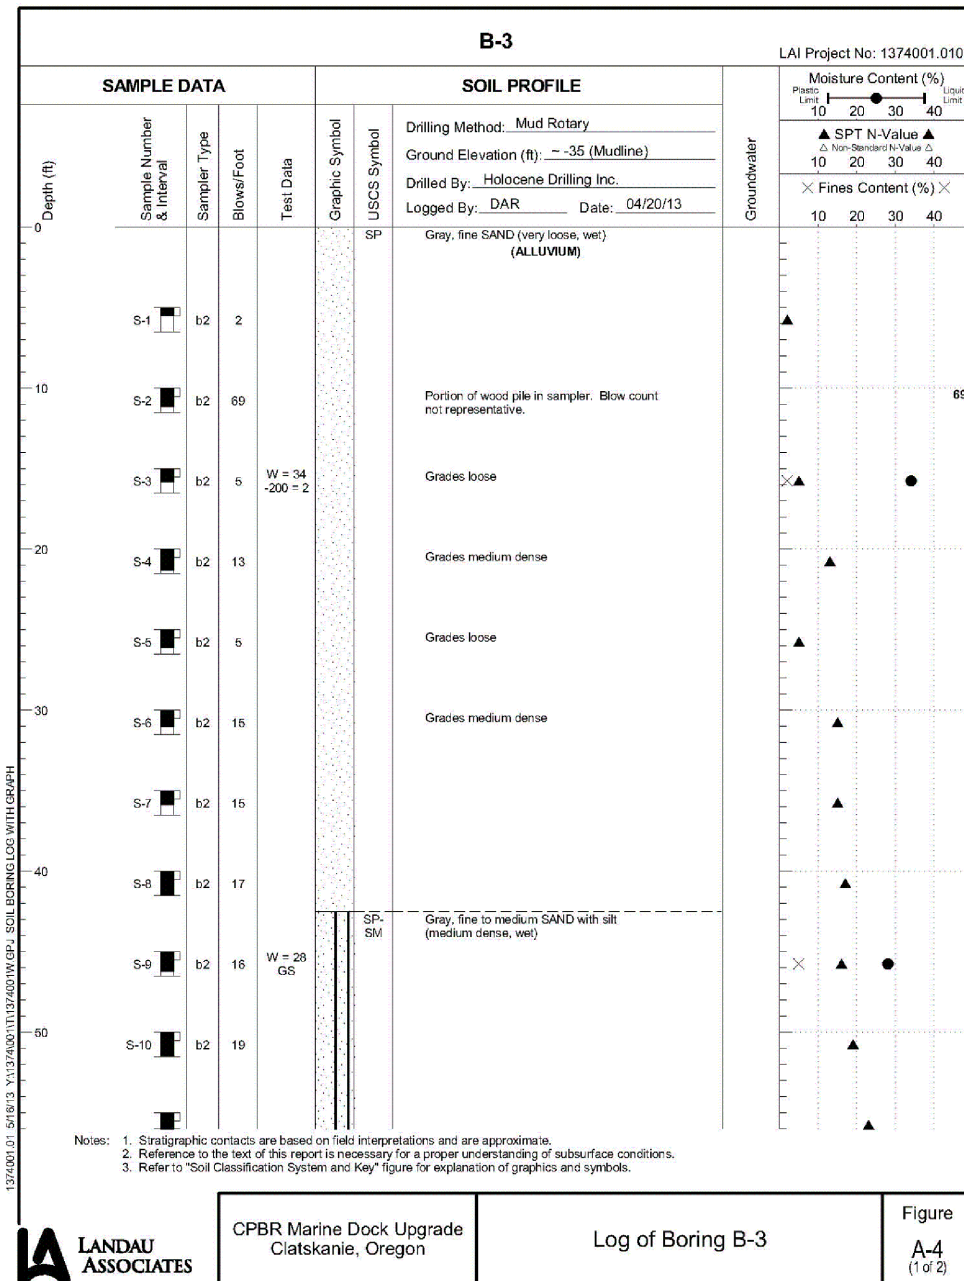 B-3
LAI Project No: 1374001.010
SAMPLE DATA
SOIL PROFILE
Moisture Content (%)
Plastic Limit
Liquid Limit
10 20 30 40
▲ SPT N-Value ▲
△ Non-Standard N-Value △
10 20 30 40
× Fines Content (%) ×
10 20 30 40
Depth (ft)
Sample Number & Interval
Sampler Type
Blows/Foot
Test Data
Graphic Symbol
USCS Symbol
Groundwater
Drilling Method: Mud Rotary
Ground Elevation (ft): ~ -35 (Mudline)
Drilled By: Holocene Drilling Inc.
Logged By: DAR Date: 04/20/13
0
SP Gray, fine SAND (very loose, wet)
(ALLUVIUM)
S-1 b2 2
10
S-2 b2 69
Portion of wood pile in sampler. Blow count
not representative.
69
S-3 b2 5 W = 34
-200 = 2
Grades loose
20
S-4 b2 13
Grades medium dense
S-5 b2 5
Grades loose
30
S-6 b2 15
Grades medium dense
S-7 b2 15
40
S-8 b2 17
SP-
SM
Gray, fine to medium SAND with silt
(medium dense, wet)
S-9 b2 16 W = 28
GS
50
S-10 b2 19
Notes: 1. Stratigraphic contacts are based on field interpretations and are approximate.
2. Reference to the text of this report is necessary for a proper understanding of subsurface conditions.
3. Refer to "Soil Classification System and Key" figure for explanation of graphics and symbols.
1374001.01 5/16/13 Y:\1374\001\T\1374001W.GPJ SOIL BORING LOG WITH GRAPH
LANDAU
ASSOCIATES
CPBR Marine Dock Upgrade
Clatskanie, Oregon
Log of Boring B-3
Figure
A-4
(1 of 2)